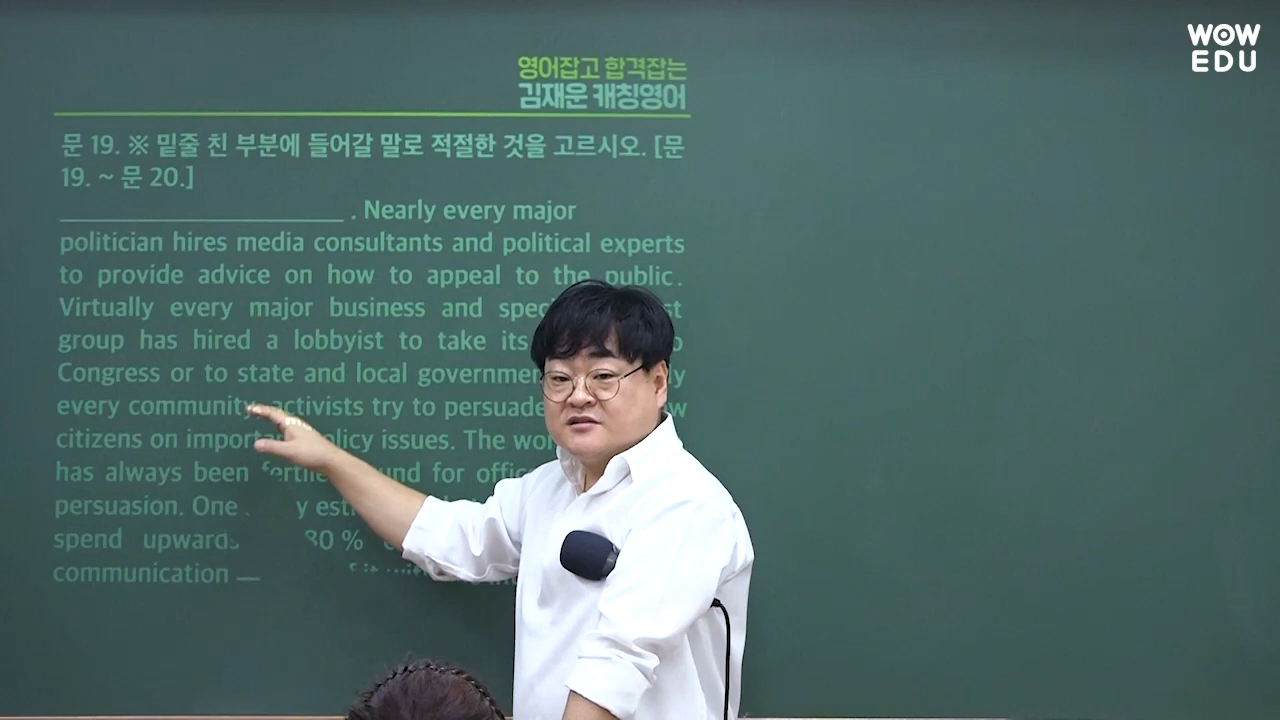 WOW
EDU
영어잡고 합격잡는
김재운 캐칭영어
문 19. ※ 밑줄 친 부분에 들어갈 말로 적절한 것을 고르시오. [문
19. ~ 문 20.]
. Nearly every major
politician hires media consultants and political experts
to provide advice on how to appeal to the public.
Virtually every major business and
group has hired a lobbyist to take its
Congress or to state and local
every community, activists try to persuade
citizens on policy issues. The
has always been for
persuasion. One
spend 80 %
communication